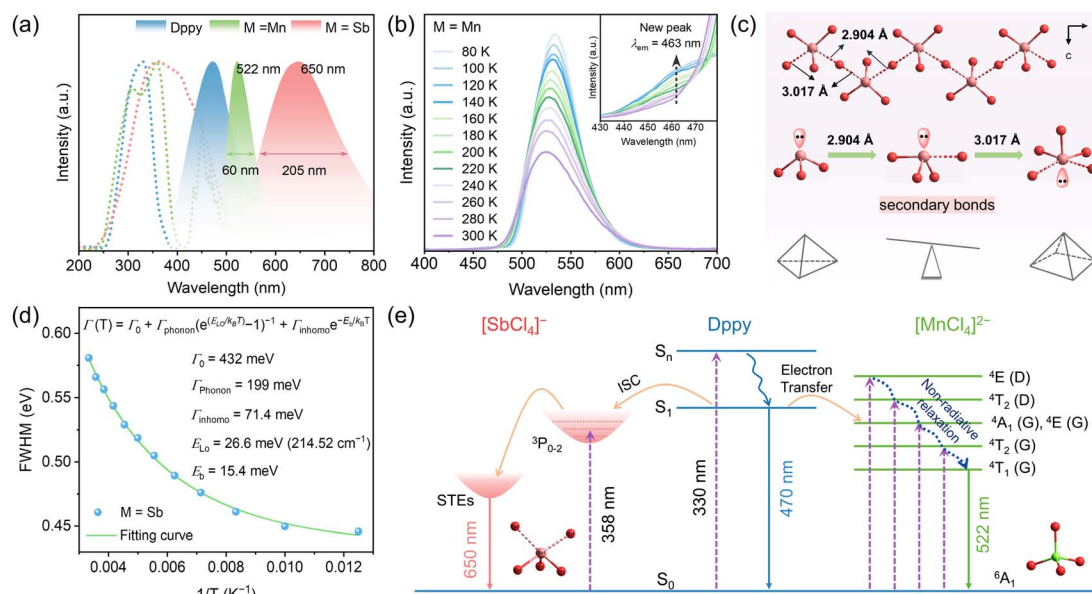 (a)
Dppy
M =Mn
M = Sb
522 nm
650 nm
60 nm
205 nm
Intensity (a.u.)
200 300 400 500 600 700 800
Wavelength (nm)
(b)
M = Mn
80 K
100 K
120 K
140 K
160 K
180 K
200 K
220 K
240 K
260 K
280 K
300 K
Intensity (a.u.)
400 450 500 550 600 650 700
Wavelength (nm)
New peak
λem = 463 nm
Intensity (a.u.)
430 440 450 460 470
Wavelength (nm)
(c)
2.904 Å
3.017 Å
c
2.904 Å
3.017 Å
secondary bonds
(d)
Γ(T) = Γ0 + Γphonon(e^(ELO/kBT)−1)^−1 + Γinhomo e^−Eb/kBT
Γ0 = 432 meV
ΓPhonon = 199 meV
Γinhomo = 71.4 meV
ELo = 26.6 meV (214.52 cm−1)
Eb = 15.4 meV
M = Sb
Fitting curve
FWHM (eV)
0.60
0.55
0.50
0.45
0.004 0.006 0.008 0.010 0.012
1/T (K−1)
(e)
[SbCl4]−
Dppy
[MnCl4]2−
Sn
S1
S0
ISC
Electron
Transfer
Non-radiative
relaxation
3P0-2
STEs
650 nm
358 nm
330 nm
470 nm
522 nm
4E (D)
4T2 (D)
4A1 (G), 4E (G)
4T2 (G)
4T1 (G)
6A1